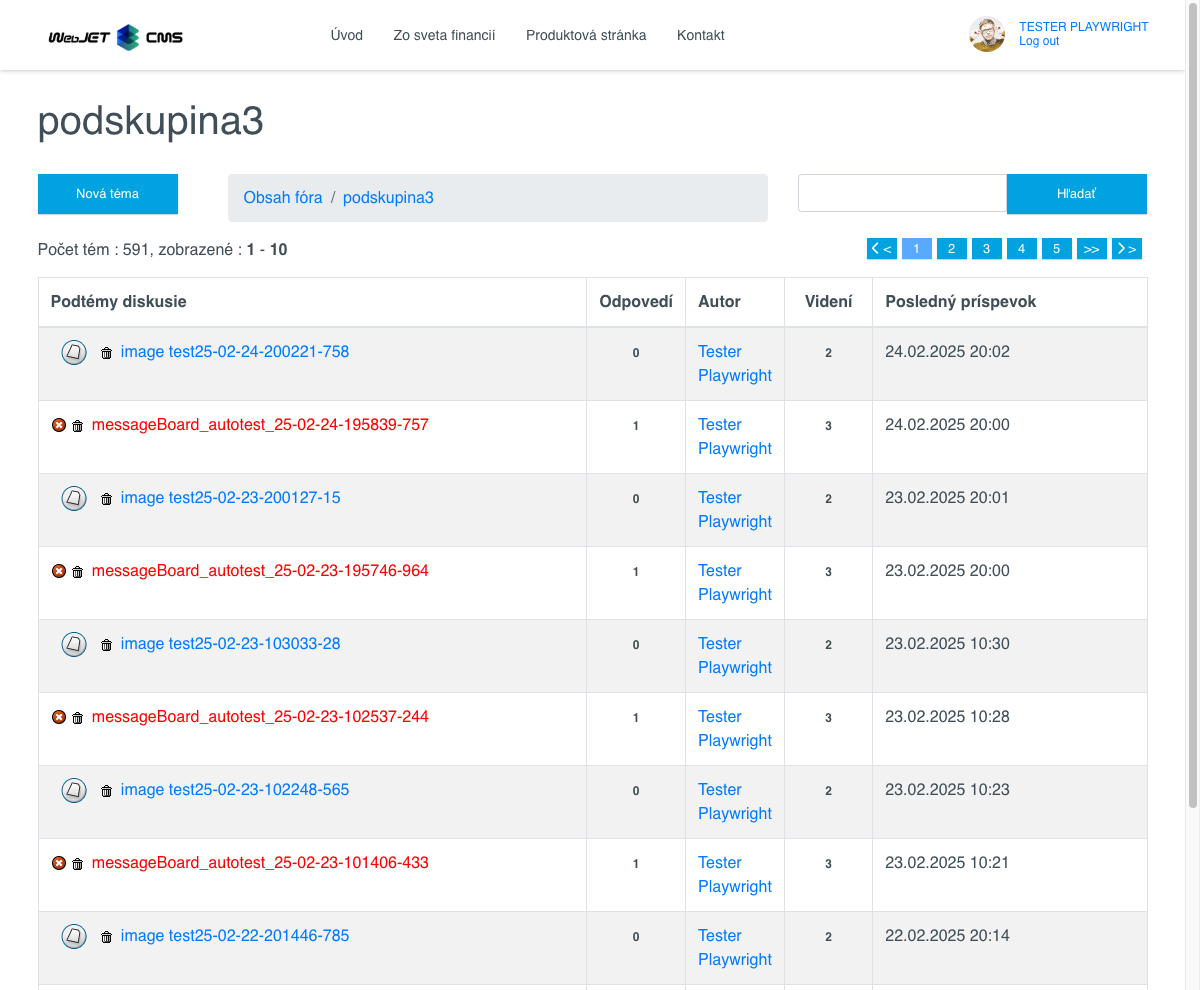 WebJET CMS
Úvod
Zo sveta financií
Produktová stránka
Kontakt
TESTER PLAYWRIGHT
Log out
podskupina3
Nová téma
Obsah fóra / podskupina3
Hľadať
Počet tém : 591, zobrazené : 1 - 10
< 1 2 3 4 5 >> >
Podtémy diskusie Odpovedí Autor Videní Posledný príspevok
image test25-02-24-200221-758 0 Tester 2 24.02.2025 20:02
Playwright
messageBoard_autotest_25-02-24-195839-757 1 Tester 3 24.02.2025 20:00
Playwright
image test25-02-23-200127-15 0 Tester 2 23.02.2025 20:01
Playwright
messageBoard_autotest_25-02-23-195746-964 1 Tester 3 23.02.2025 20:00
Playwright
image test25-02-23-103033-28 0 Tester 2 23.02.2025 10:30
Playwright
messageBoard_autotest_25-02-23-102537-244 1 Tester 3 23.02.2025 10:28
Playwright
image test25-02-23-102248-565 0 Tester 2 23.02.2025 10:23
Playwright
messageBoard_autotest_25-02-23-101406-433 1 Tester 3 23.02.2025 10:21
Playwright
image test25-02-22-201446-785 0 Tester 2 22.02.2025 20:14
Playwright